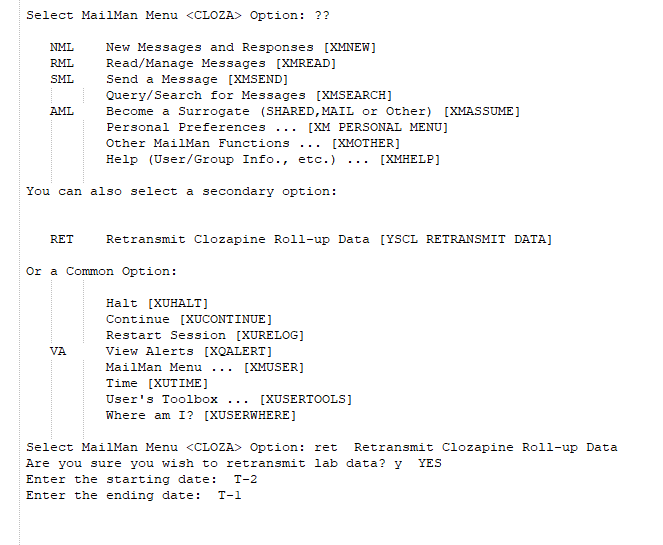 Select MailMan Menu <CLOZA> Option: ??
NML New Messages and Responses [XMNEW]
RML Read/Manage Messages [XMREAD]
SML Send a Message [XMSEND]
Query/Search for Messages [XMSEARCH]
AML Become a Surrogate (SHARED,MAIL or Other) [XMASSUME]
Personal Preferences ... [XM PERSONAL MENU]
Other MailMan Functions ... [XMOTHER]
Help (User/Group Info., etc.) ... [XMHELP]
You can also select a secondary option:
RET Retransmit Clozapine Roll-up Data [YSCL RETRANSMIT DATA]
Or a Common Option:
Halt [XUHALT]
Continue [XUCONTINUE]
Restart Session [XURELOG]
VA View Alerts [XQALERT]
MailMan Menu ... [XMUSER]
Time [XUTIME]
User's Toolbox ... [XUSERTOOLS]
Where am I? [XUSERWHERE]
Select MailMan Menu <CLOZA> Option: ret Retransmit Clozapine Roll-up Data
Are you sure you wish to retransmit lab data? y YES
Enter the starting date: T-2
Enter the ending date: T-1